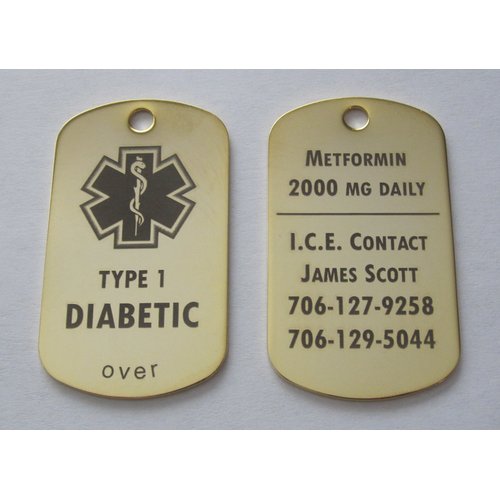 TYPE 1
DIABETIC
over
METFORMIN
2000 MG DAILY
I.C.E. CONTACT
JAMES SCOTT
706-127-9258
706-129-5044